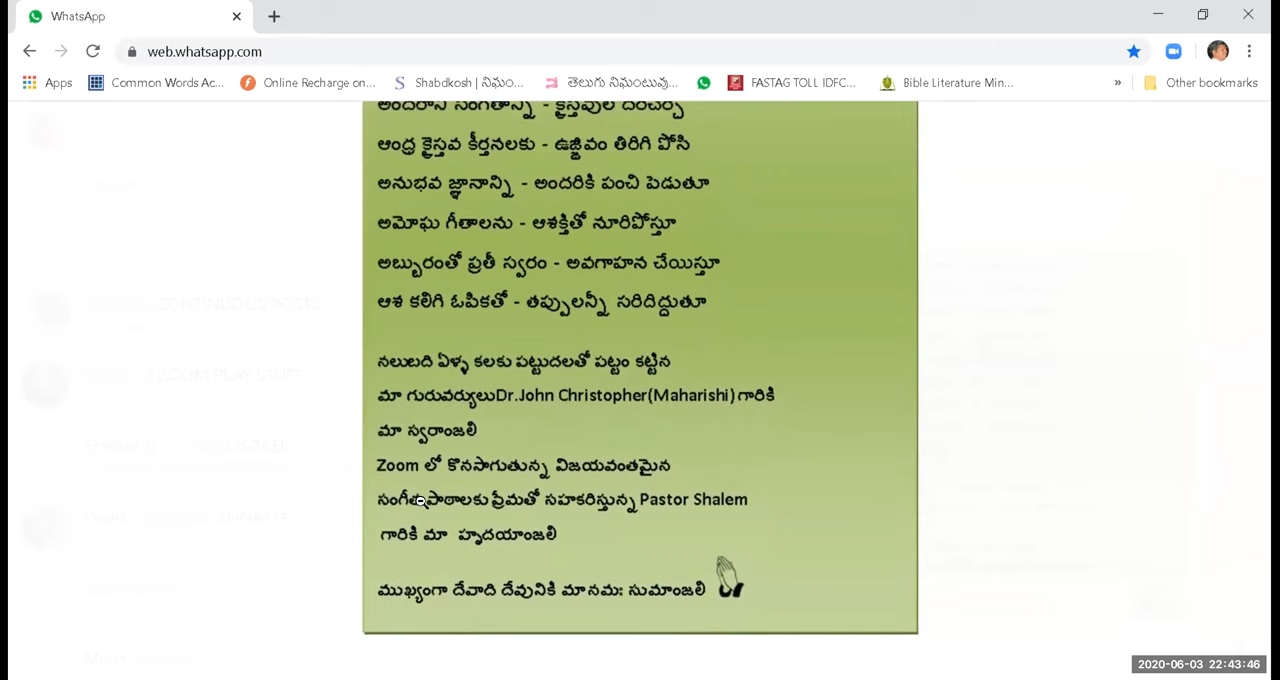 WhatsApp
web.whatsapp.com
Apps
Common Words Ac...
Online Recharge on...
Shabdkosh | నిఘం...
తెలుగు నిఘంటువు...
FASTAG TOLL IDFC...
Bible Literature Min...
»
Other bookmarks
అందరాని సంగీతాన్ని - క్రైస్తవుల దరిచేర్చి
ఆంధ్ర క్రైస్తవ కీర్తనలకు - ఉజ్జివం తిరిగి పోసి
అనుభవ జ్ఞానాన్ని - అందరికి పంచి పెడుతూ
అమోఘ గీతాలను - ఆశక్తితో నూరిపోస్తూ
అబ్బురంతో ప్రతీ స్వరం - అవగాహన చేయిస్తూ
ఆశ కలిగి ఓపికతో - తప్పులన్నీ సరిదిద్దుతూ
నలుబది ఏళ్ళ కలకు పట్టుదలతో పట్టం కట్టిన
మా గురువర్యులుDr.John Christopher(Maharishi)గారికి
మా స్వరాంజలి
Zoom లో కొనసాగుతున్న విజయవంతమైన
సంగీత పాఠాలకు ప్రేమతో సహకరిస్తున్న Pastor Shalem
గారికి మా హృదయాంజలి
ముఖ్యంగా దేవాది దేవునికి మా నమః సుమాంజలి
2020-06-03 22:43:46